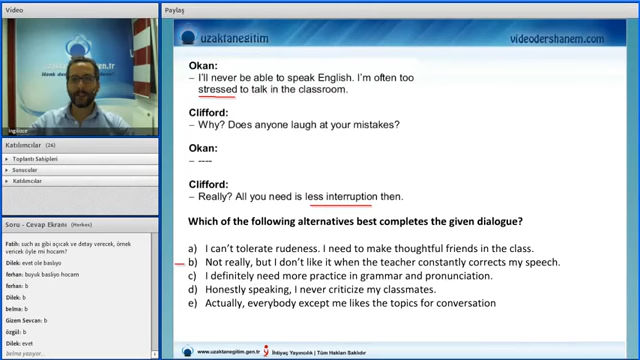 Video
İngilizce
Katılımcılar (26)
Toplantı Sahipleri
Sunucular
Katılımcılar
Soru - Cevap Ekranı (Herkes)
Fatih: such as gibi açıcak ve detay verecek, örnek vericek öyle mi hocam?
Dilek: evet ole baslıyo
ferhan: buyuk baslıyo hocam
ferhan: b
Dilek: b
belma: b
Gizem Sevcan: b
özgül: b
Dilek: evet
Paylaş
uzaktanegitim
videodershanem.com
Okan:
– I'll never be able to speak English. I'm often too
stressed to talk in the classroom.
Clifford:
– Why? Does anyone laugh at your mistakes?
Okan:
– ----
Clifford:
– Really? All you need is less interruption then.
Which of the following alternatives best completes the given dialogue?
a) I can't tolerate rudeness. I need to make thoughtful friends in the class.
b) Not really, but I don't like it when the teacher constantly corrects my speech.
c) I definitely need more practice in grammar and pronunciation.
d) Honestly speaking, I never criticize my classmates.
e) Actually, everybody except me likes the topics for conversation
www.uzaktanegitim.gen.tr İhtiyaç Yayıncılık | Tüm Hakları Saklıdır